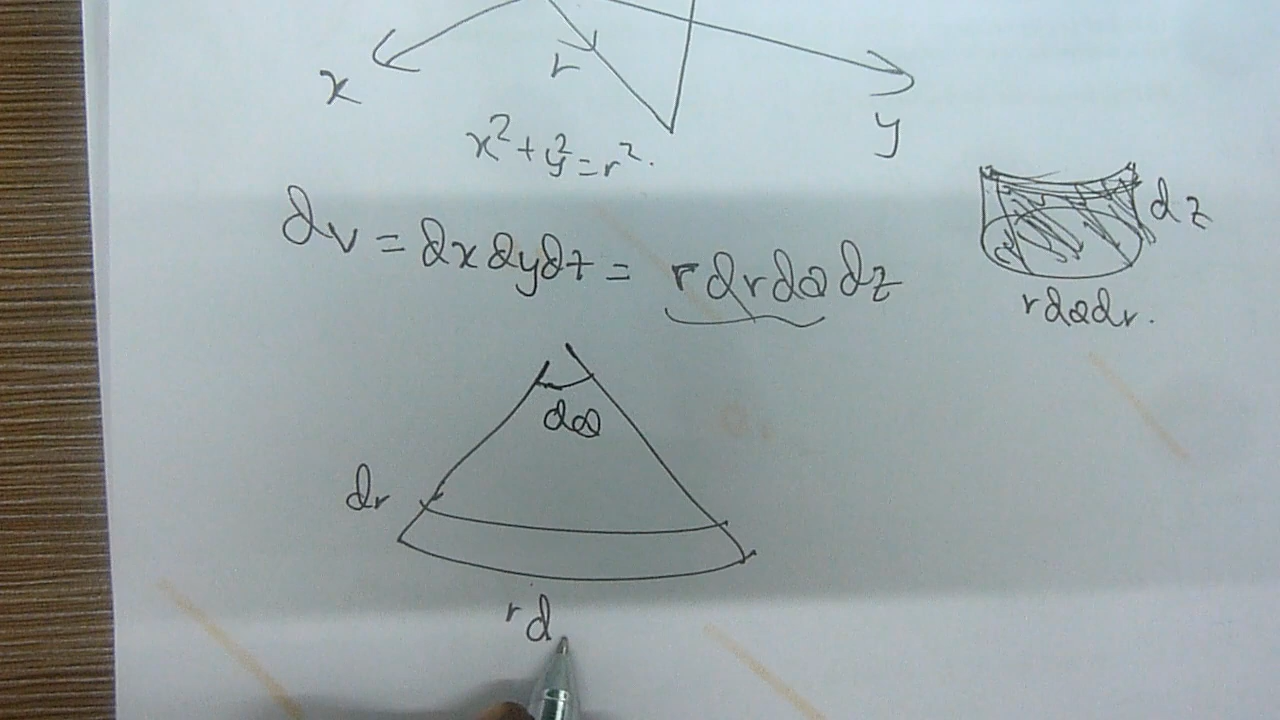 x
r
y
x² + y² = r².
dv = dx dy dz = r dr dθ dz
dz
r dθ dr.
dθ
dr
r d